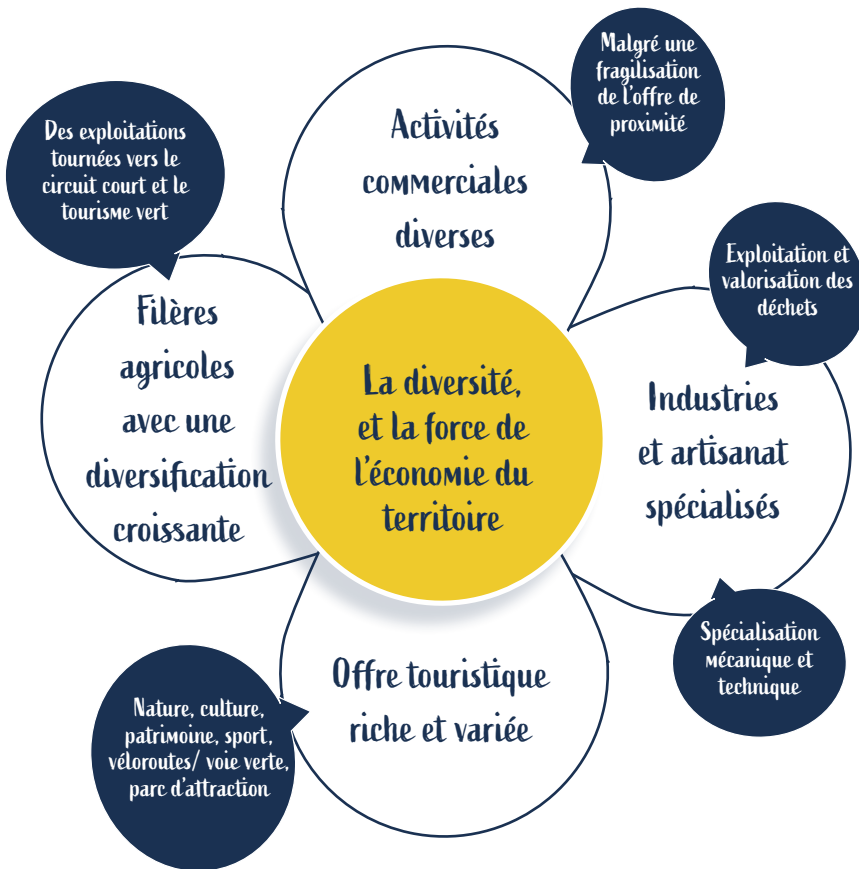 Malgré une
fragilisation
de l'offre de
proximité
Activités
commerciales
diverses
Des exploitations
tournées vers le
circuit court et le
tourisme vert
Exploitation et
valorisation des
déchets
Filères
agricoles
avec une
diversification
croissante
La diversité,
et la force de
l'économie du
territoire
Industries
et artisanat
spécialisés
Spécialisation
mécanique et
technique
Offre touristique
riche et variée
Nature, culture,
patrimoine, sport,
véloroutes/ voie verte,
parc d'attraction